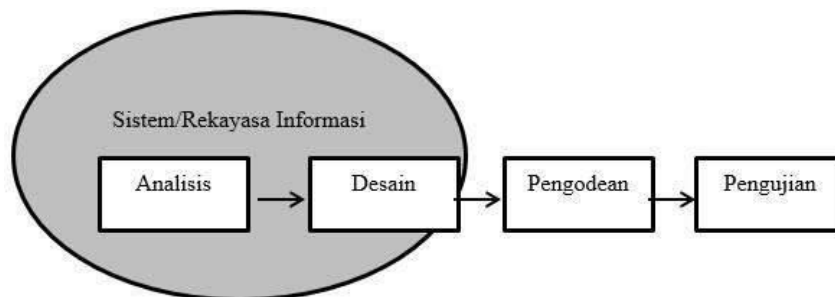 Sistem/Rekayasa Informasi
Analisis
Desain
Pengodean
Pengujian